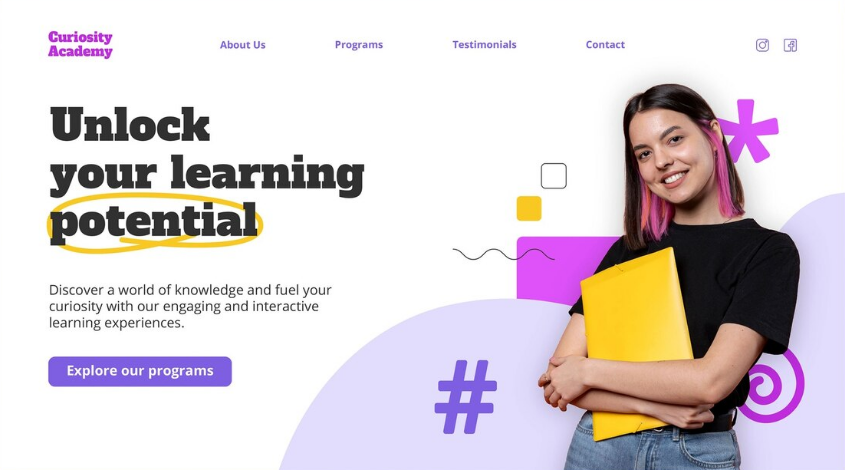 Curiosity
Academy
About Us
Programs
Testimonials
Contact
Unlock
your learning
potential
Discover a world of knowledge and fuel your
curiosity with our engaging and interactive
learning experiences.
Explore our programs
#
*